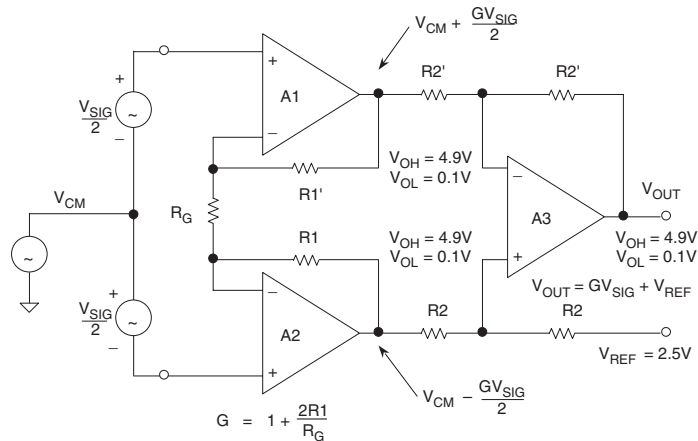 V_CM + GV_SIG/2
+
V_SIG/2
~
−
+
A1
−
R2'
R2'
V_OH = 4.9V
V_OL = 0.1V
R1'
V_CM
R_G
~
−
A3
+
V_OUT
V_OH = 4.9V
V_OL = 0.1V
R1
V_OH = 4.9V
V_OL = 0.1V
V_OUT = GV_SIG + V_REF
+
V_SIG/2
~
−
−
A2
+
R2
R2
V_REF = 2.5V
V_CM − GV_SIG/2
G = 1 + 2R1/R_G